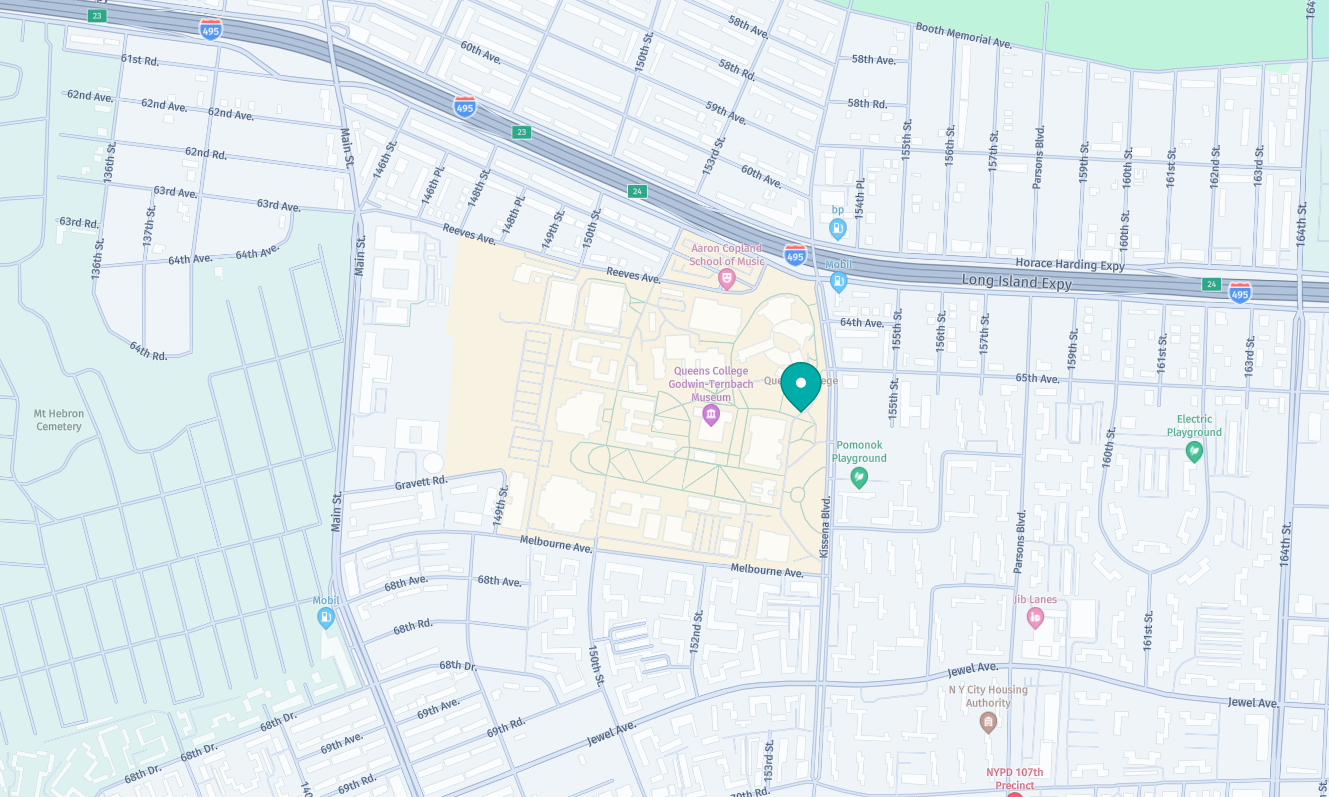 23
495
61st Rd.
62nd Ave.
62nd Ave.
62nd Ave.
62nd Rd.
136th St.
137th St.
63rd Ave.
63rd Ave.
63rd Rd.
136th St.
64th Ave.
64th Ave.
64th Rd.
Main St.
Main St.
Main St.
60th Ave.
150th St.
58th Ave.
58th Rd.
59th Ave.
60th Ave.
153rd St.
495
23
24
146th St.
146th Pl.
148th St.
148th Pl.
149th St.
150th St.
Reeves Ave.
Reeves Ave.
Booth Memorial Ave.
58th Ave.
58th Rd.
155th St.
156th St.
157th St.
Parsons Blvd.
159th St.
160th St.
161st St.
162nd St.
163rd St.
164th St.
154th Pl.
160th St.
bp
Mobil
495
Aaron Copland
School of Music
Horace Harding Expy
Long Island Expy
24
495
64th Ave.
155th St.
156th St.
157th St.
159th St.
161st St.
163rd St.
65th Ave.
155th St.
Queens College
Godwin-Ternbach
Museum
Mt Hebron
Cemetery
Pomonok
Playground
Electric
Playground
160th St.
Gravett Rd.
149th St.
Melbourne Ave.
Melbourne Ave.
Kissena Blvd.
Parsons Blvd.
164th St.
68th Ave.
68th Ave.
68th Rd.
68th Dr.
68th Dr.
68th Dr.
69th Ave.
69th Ave.
69th Rd.
69th Rd.
Mobil
150th St.
152nd St.
153rd St.
Jewel Ave.
Jewel Ave.
Jewel Ave.
Jib Lanes
161st St.
N Y City Housing
Authority
NYPD 107th
Precinct
70th Rd.